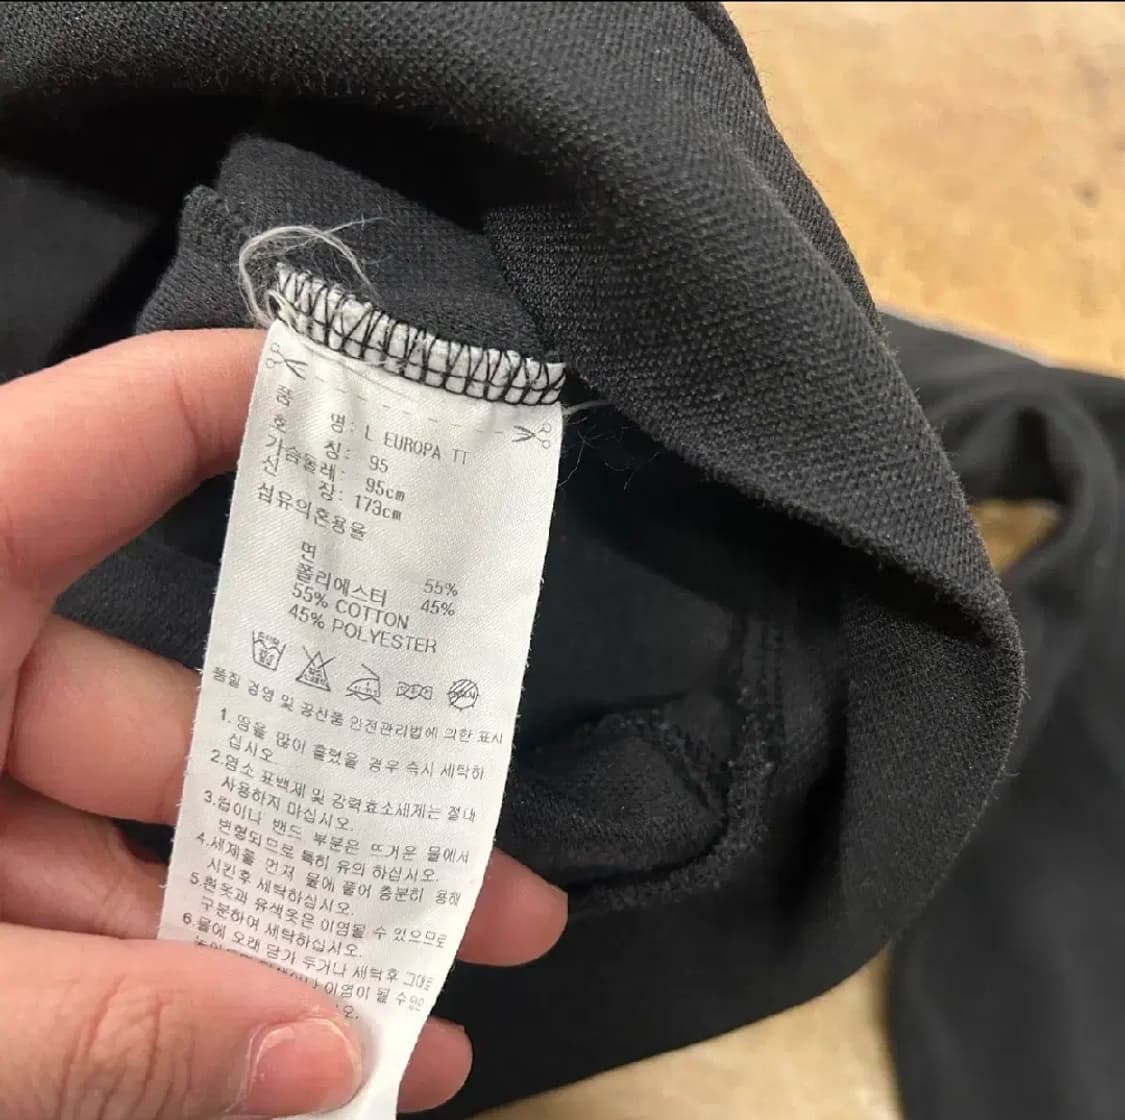 품 명: L EUROPA TT
호 칭: 95
가슴둘레: 95cm
신 장: 173cm
섬유의혼용율
면 55%
폴리에스터 45%
55% COTTON
45% POLYESTER
품질 경영 및 공산품 안전관리법에 의한 표시
1. 땀을 많이 흘렸을 경우 즉시 세탁하
십시오
2.염소 표백제 및 강력효소세제는 절대
사용하지 마십시오.
3.컵이나 밴드 부분은 뜨거운 물에서
변형되므로 특히 유의 하십시오.
4.세제를 먼저 물에 풀어 충분히 용해
시킨후 세탁하십시오.
5.흰옷과 유색옷은 이염될 수 있으므로
구분하여 세탁하십시오.
6.물에 오래 담가 두거나 세탁후 그대로
이염이 될 수
오.